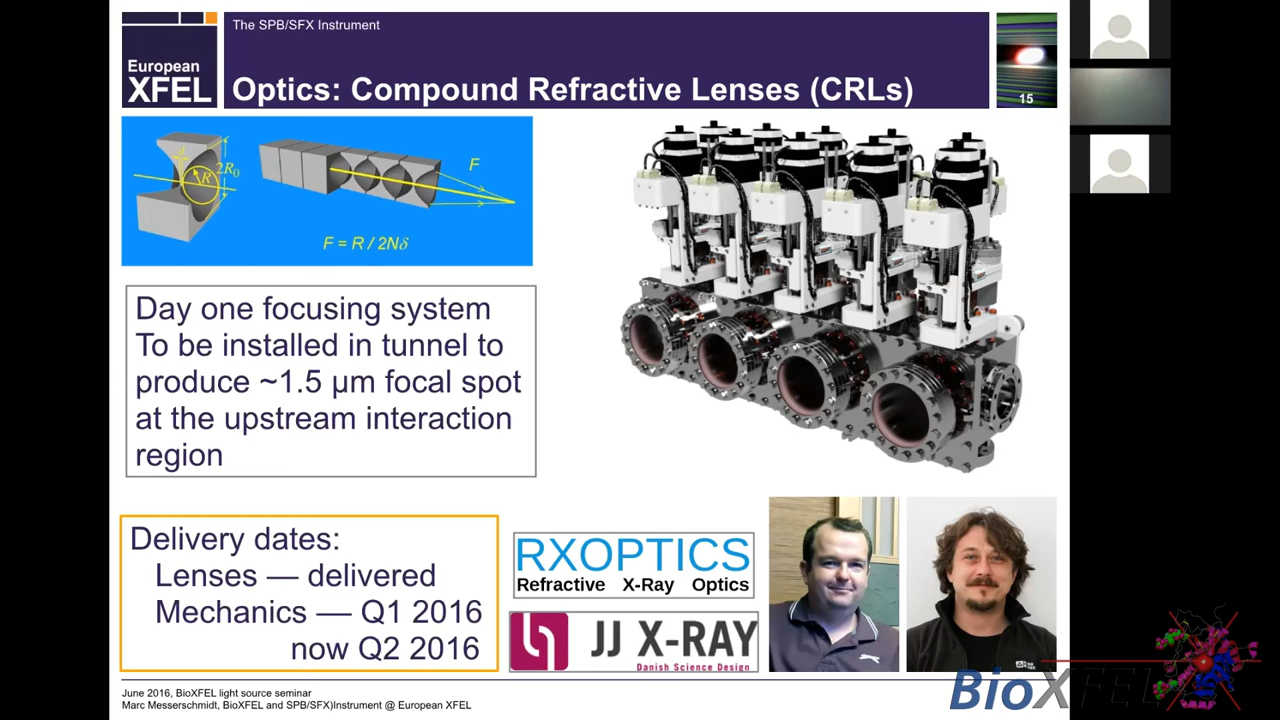 The SPB/SFX Instrument
European
XFEL
Optics: Compound Refractive Lenses (CRLs)
15
d
R
2R₀
F
F = R / 2Nδ
Day one focusing system
To be installed in tunnel to
produce ~1.5 µm focal spot
at the upstream interaction
region
Delivery dates:
Lenses — delivered
Mechanics — Q1 2016
now Q2 2016
RXOPTICS
Refractive X-Ray Optics
JJ X-RAY
Danish Science Design
June 2016, BioXFEL light source seminar
Marc Messerschmidt, BioXFEL and SPB/SFX)Instrument @ European XFEL
BioXFEL